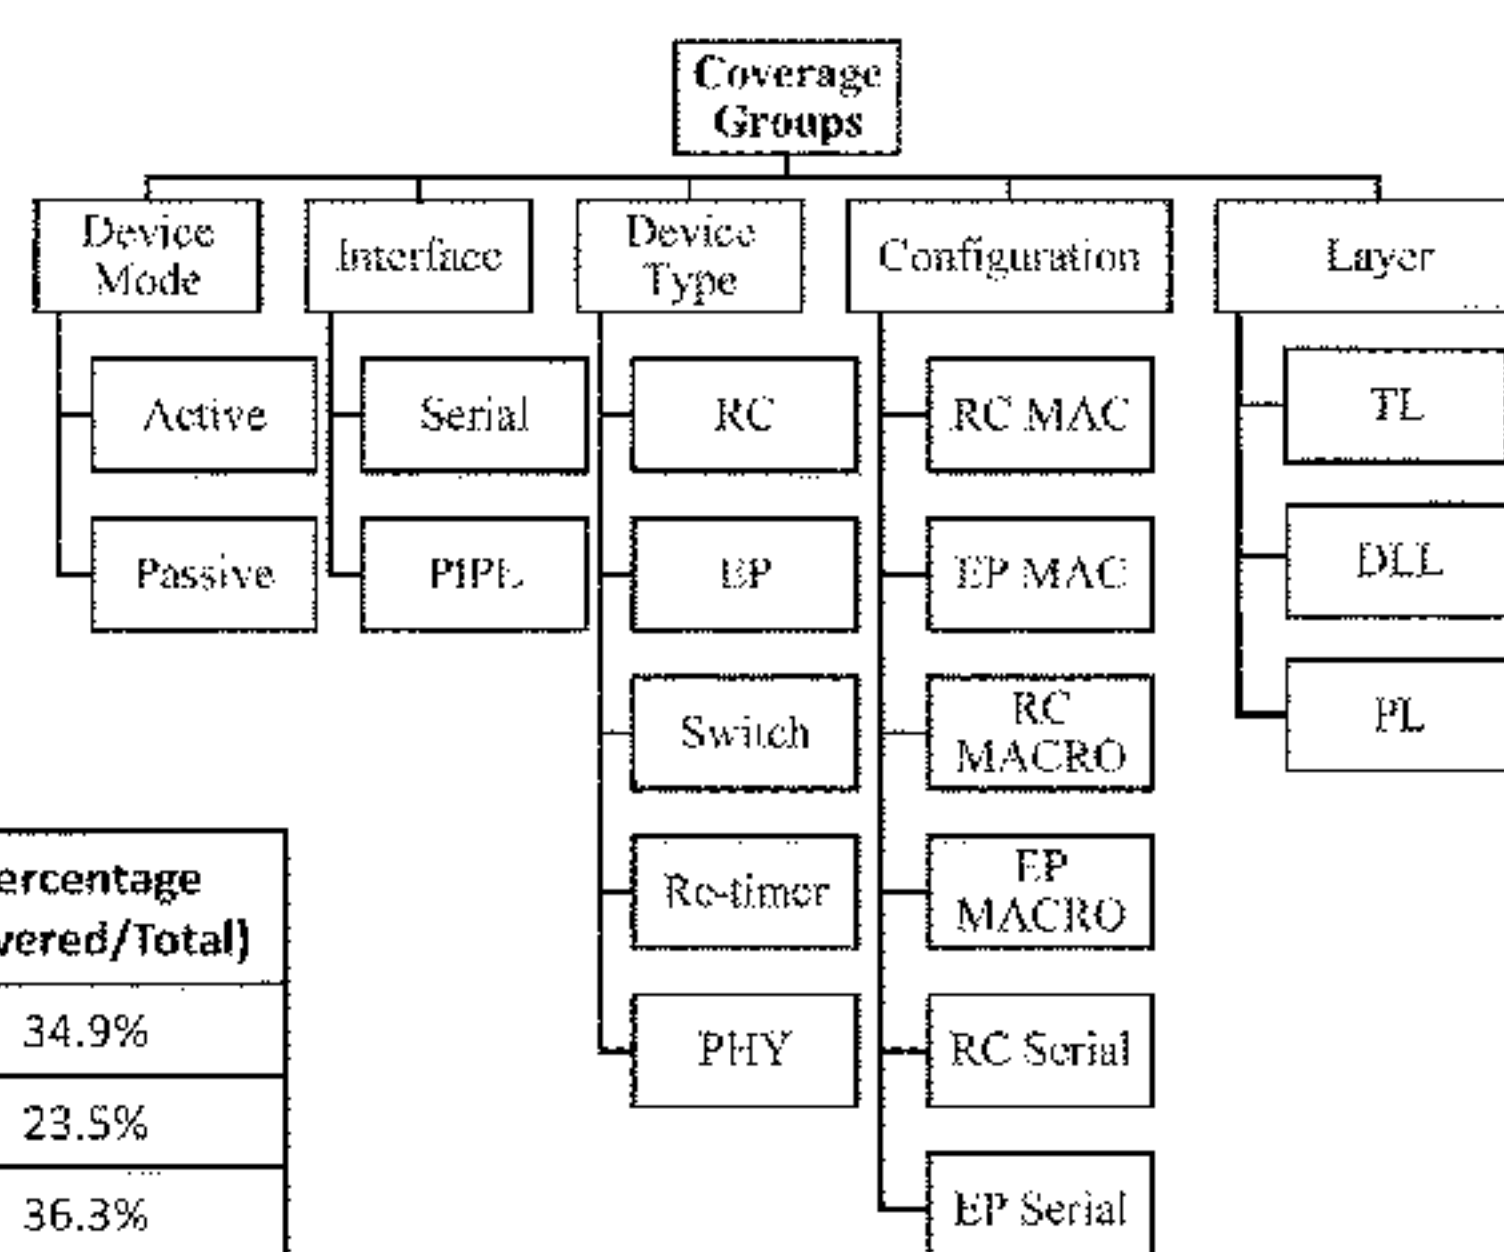 Coverage
Groups
Device
Mode
Interface
Device
Type
Configuration
Layer
Active
Passive
Serial
PIPE
RC
EP
Switch
Re-timer
PHY
RC MAC
EP MAC
RC
MACRO
EP
MACRO
RC Serial
EP Serial
TL
DLL
PL
ercentage
vered/Total)
34.9%
23.5%
36.3%